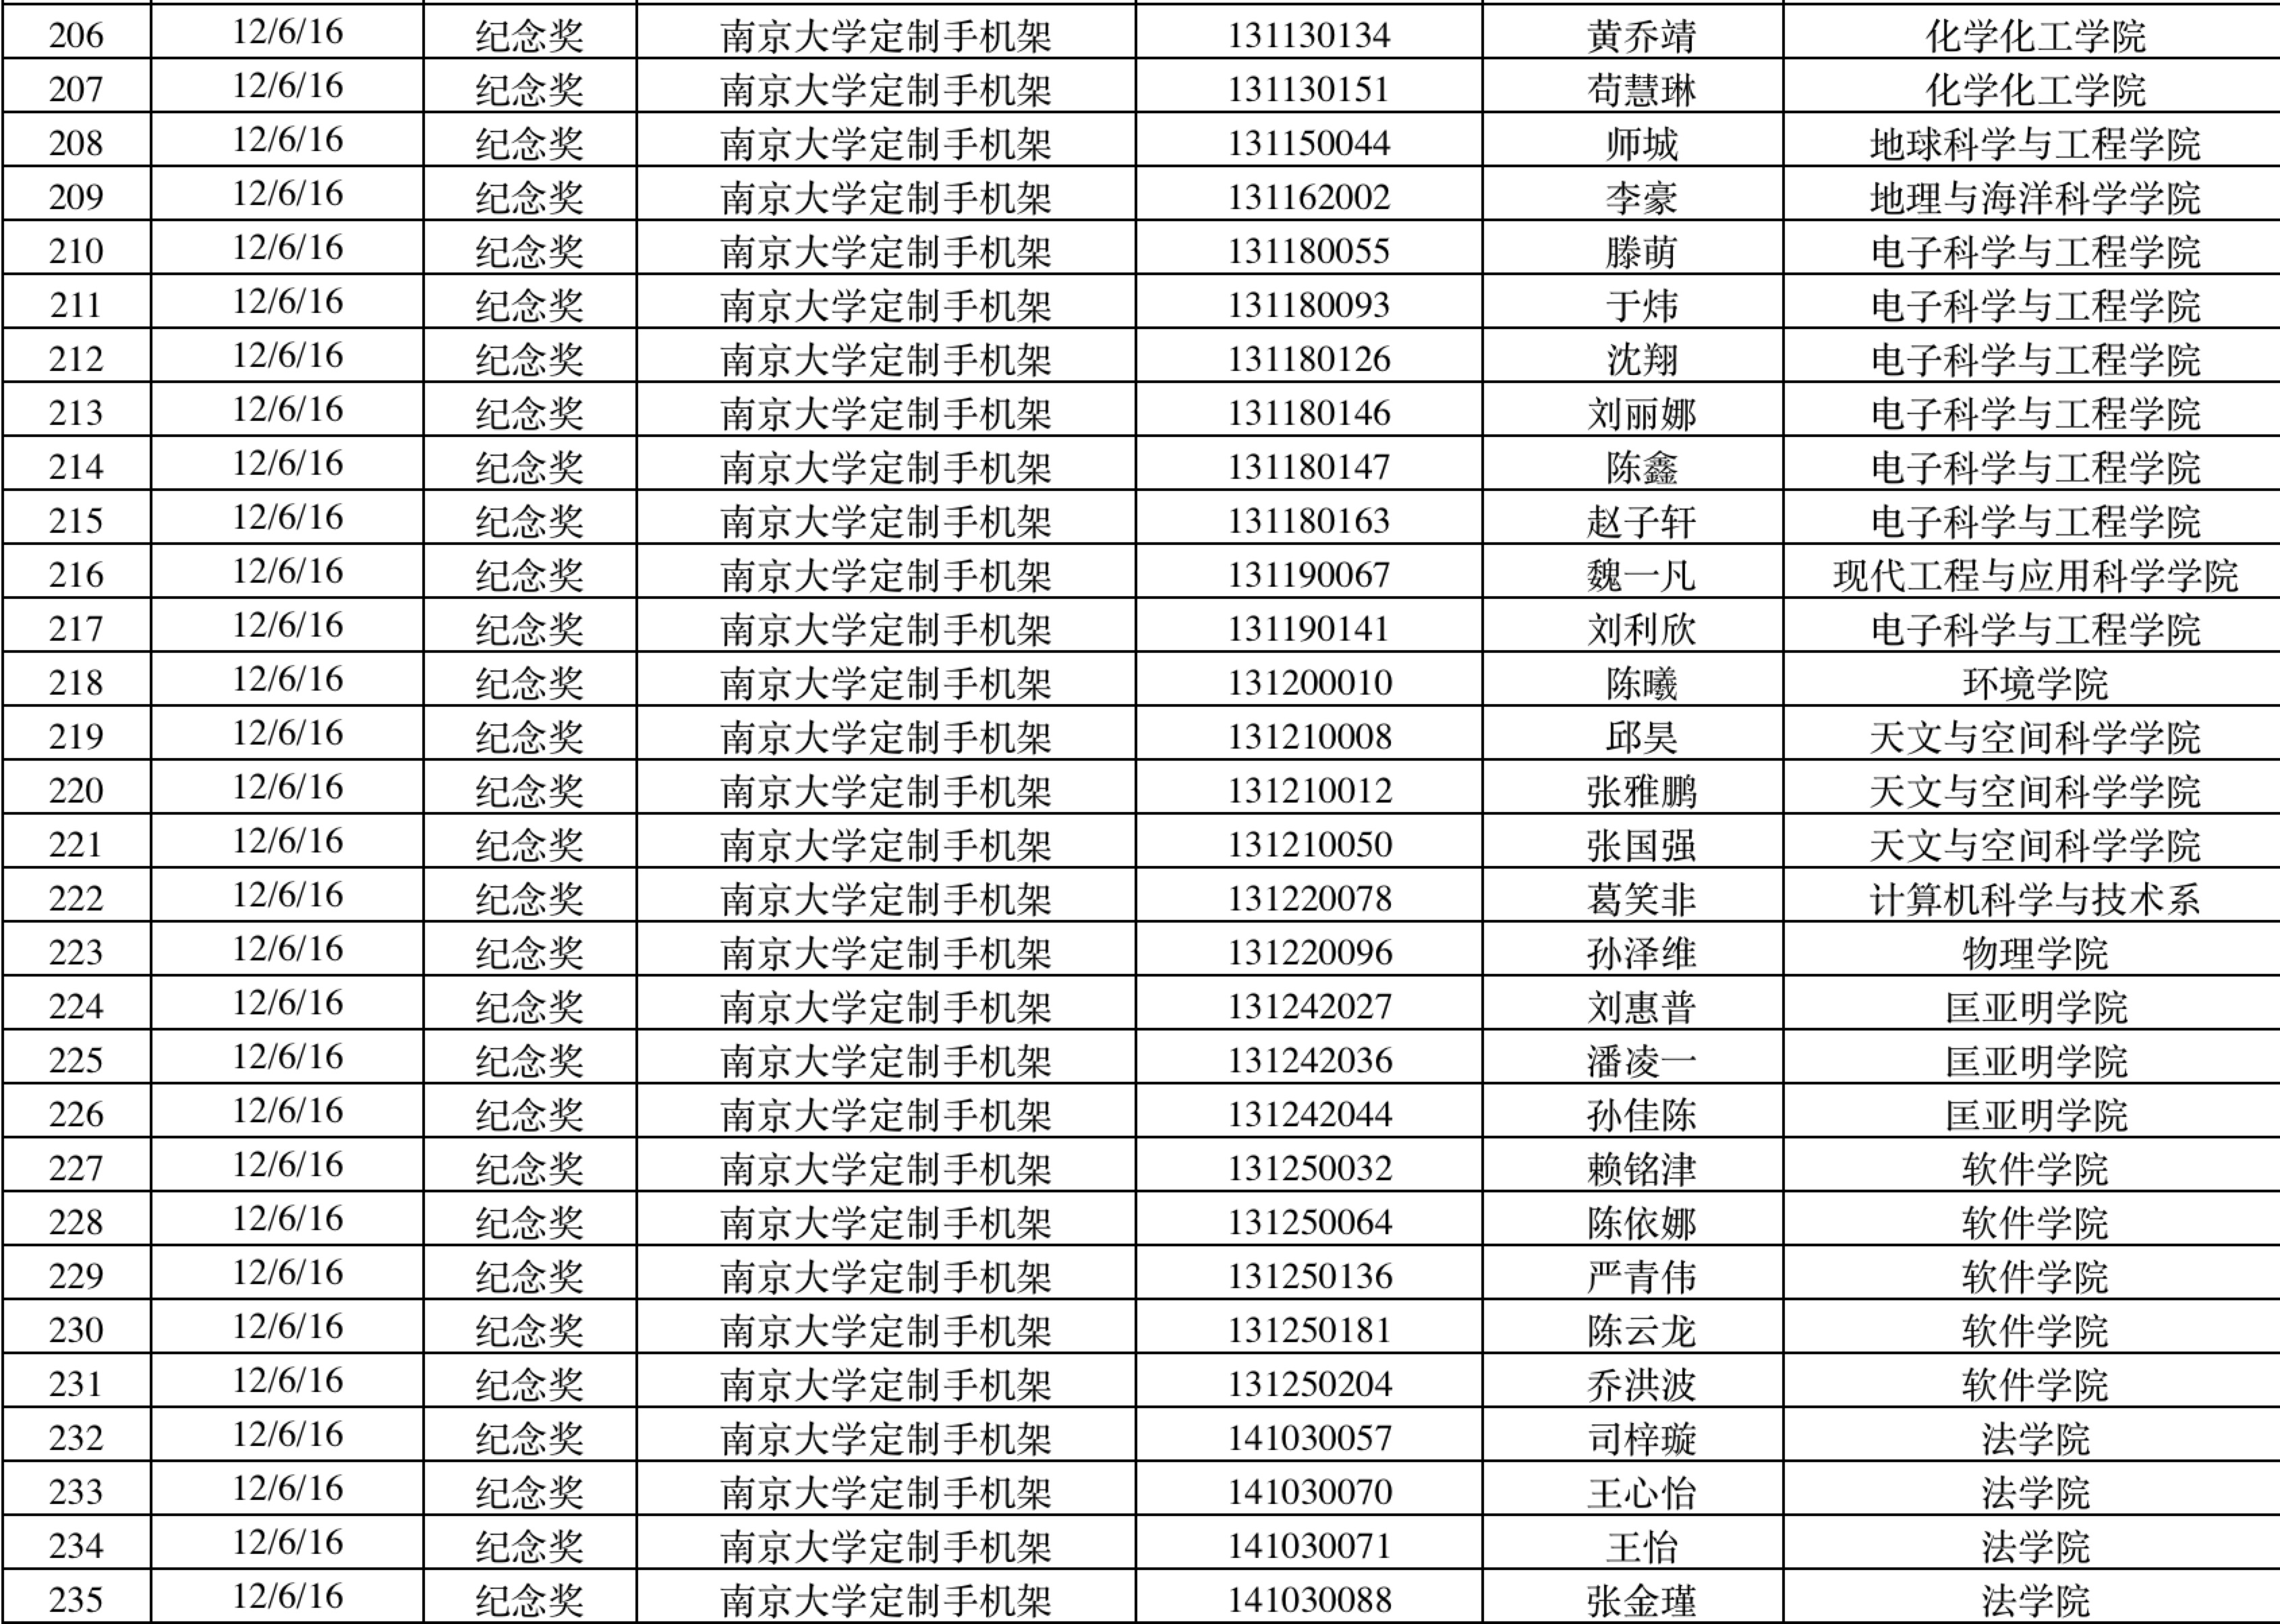 206 12/6/16 纪念奖 南京大学定制手机架 131130134 黄乔靖 化学化工学院
207 12/6/16 纪念奖 南京大学定制手机架 131130151 苟慧琳 化学化工学院
208 12/6/16 纪念奖 南京大学定制手机架 131150044 师城 地球科学与工程学院
209 12/6/16 纪念奖 南京大学定制手机架 131162002 李豪 地理与海洋科学学院
210 12/6/16 纪念奖 南京大学定制手机架 131180055 滕萌 电子科学与工程学院
211 12/6/16 纪念奖 南京大学定制手机架 131180093 于炜 电子科学与工程学院
212 12/6/16 纪念奖 南京大学定制手机架 131180126 沈翔 电子科学与工程学院
213 12/6/16 纪念奖 南京大学定制手机架 131180146 刘丽娜 电子科学与工程学院
214 12/6/16 纪念奖 南京大学定制手机架 131180147 陈鑫 电子科学与工程学院
215 12/6/16 纪念奖 南京大学定制手机架 131180163 赵子轩 电子科学与工程学院
216 12/6/16 纪念奖 南京大学定制手机架 131190067 魏一凡 现代工程与应用科学学院
217 12/6/16 纪念奖 南京大学定制手机架 131190141 刘利欣 电子科学与工程学院
218 12/6/16 纪念奖 南京大学定制手机架 131200010 陈曦 环境学院
219 12/6/16 纪念奖 南京大学定制手机架 131210008 邱昊 天文与空间科学学院
220 12/6/16 纪念奖 南京大学定制手机架 131210012 张雅鹏 天文与空间科学学院
221 12/6/16 纪念奖 南京大学定制手机架 131210050 张国强 天文与空间科学学院
222 12/6/16 纪念奖 南京大学定制手机架 131220078 葛笑非 计算机科学与技术系
223 12/6/16 纪念奖 南京大学定制手机架 131220096 孙泽维 物理学院
224 12/6/16 纪念奖 南京大学定制手机架 131242027 刘惠普 匡亚明学院
225 12/6/16 纪念奖 南京大学定制手机架 131242036 潘凌一 匡亚明学院
226 12/6/16 纪念奖 南京大学定制手机架 131242044 孙佳陈 匡亚明学院
227 12/6/16 纪念奖 南京大学定制手机架 131250032 赖铭津 软件学院
228 12/6/16 纪念奖 南京大学定制手机架 131250064 陈依娜 软件学院
229 12/6/16 纪念奖 南京大学定制手机架 131250136 严青伟 软件学院
230 12/6/16 纪念奖 南京大学定制手机架 131250181 陈云龙 软件学院
231 12/6/16 纪念奖 南京大学定制手机架 131250204 乔洪波 软件学院
232 12/6/16 纪念奖 南京大学定制手机架 141030057 司梓璇 法学院
233 12/6/16 纪念奖 南京大学定制手机架 141030070 王心怡 法学院
234 12/6/16 纪念奖 南京大学定制手机架 141030071 王怡 法学院
235 12/6/16 纪念奖 南京大学定制手机架 141030088 张金瑾 法学院